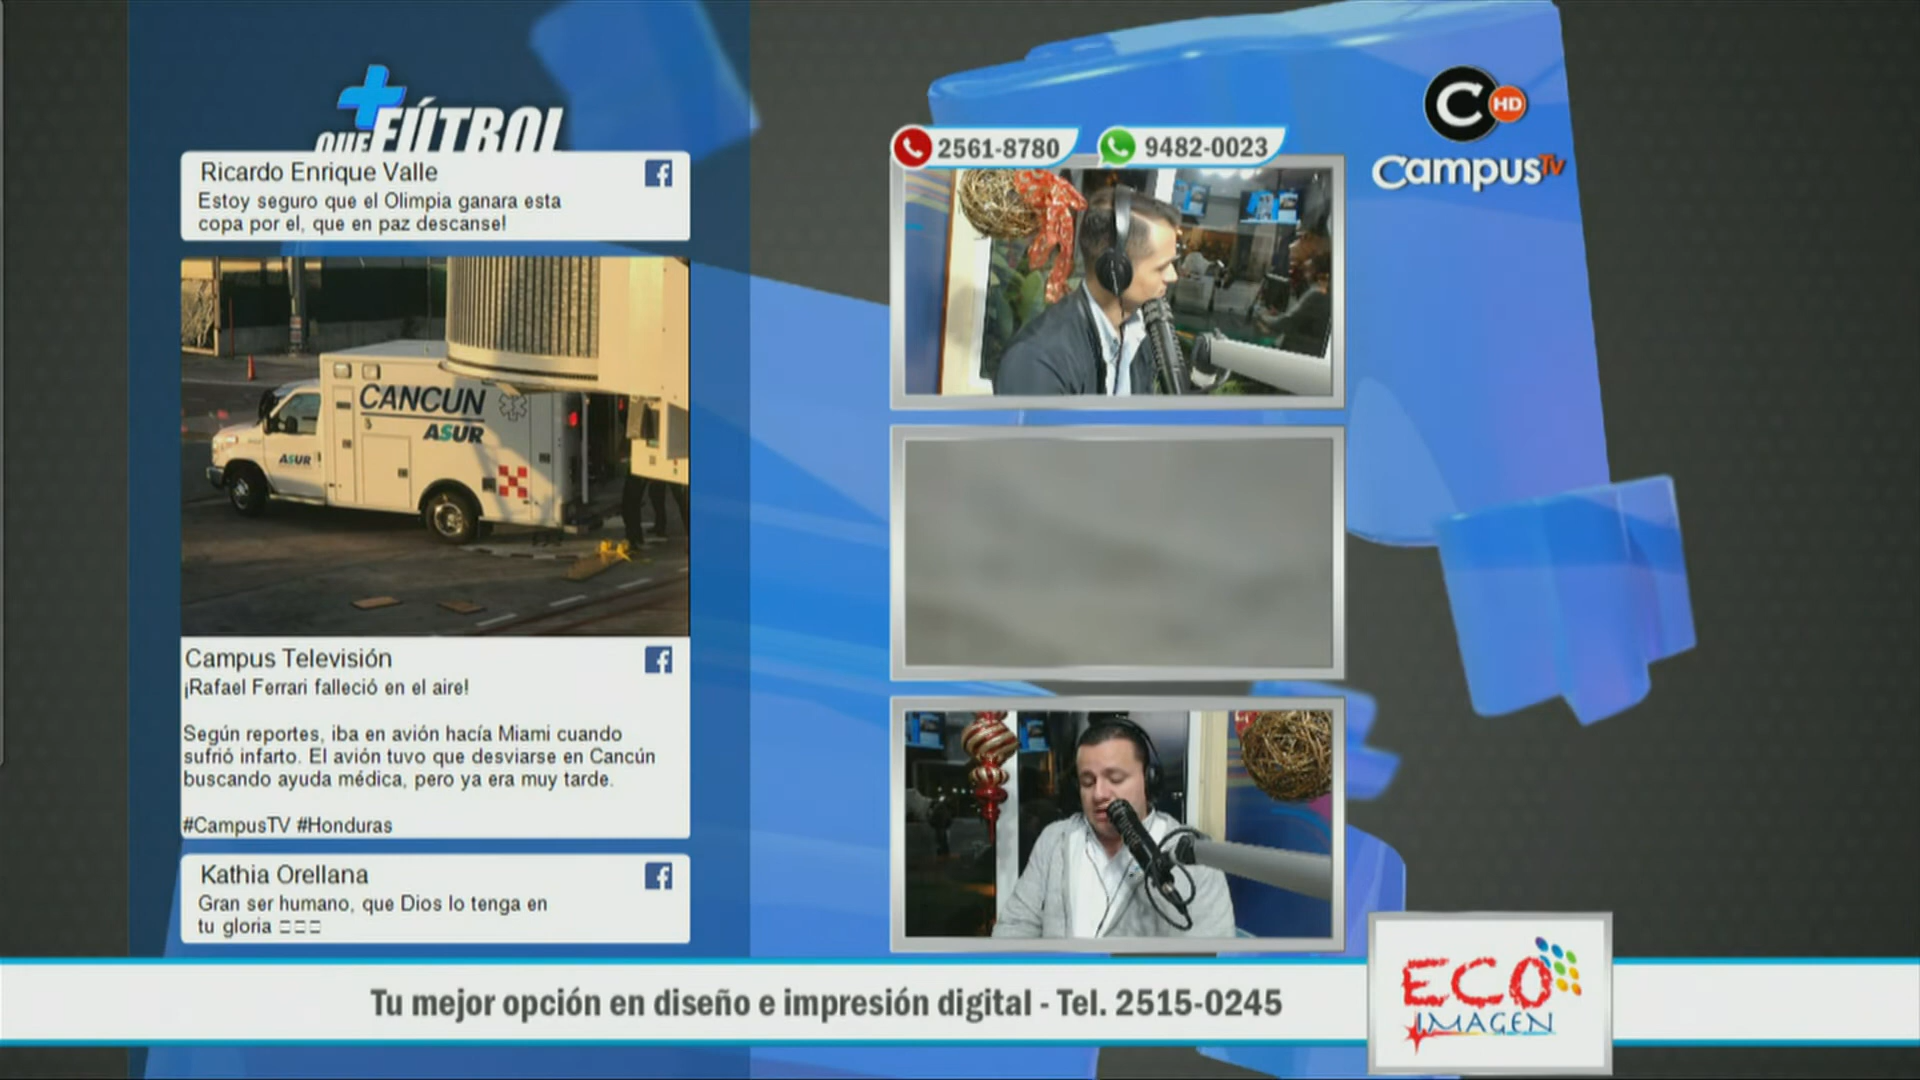 +
QUE FÚTBOL
Ricardo Enrique Valle
Estoy seguro que el Olimpia ganara esta
copa por el, que en paz descanse!
CANCUN
ASUR
ASUR
Campus Televisión
¡Rafael Ferrari falleció en el aire!
Según reportes, iba en avión hacía Miami cuando
sufrió infarto. El avión tuvo que desviarse en Cancún
buscando ayuda médica, pero ya era muy tarde.
#CampusTV #Honduras
Kathia Orellana
Gran ser humano, que Dios lo tenga en
tu gloria
2561-8780
9482-0023
C HD
CampusTv
Tu mejor opción en diseño e impresión digital - Tel. 2515-0245
ECO
IMAGEN